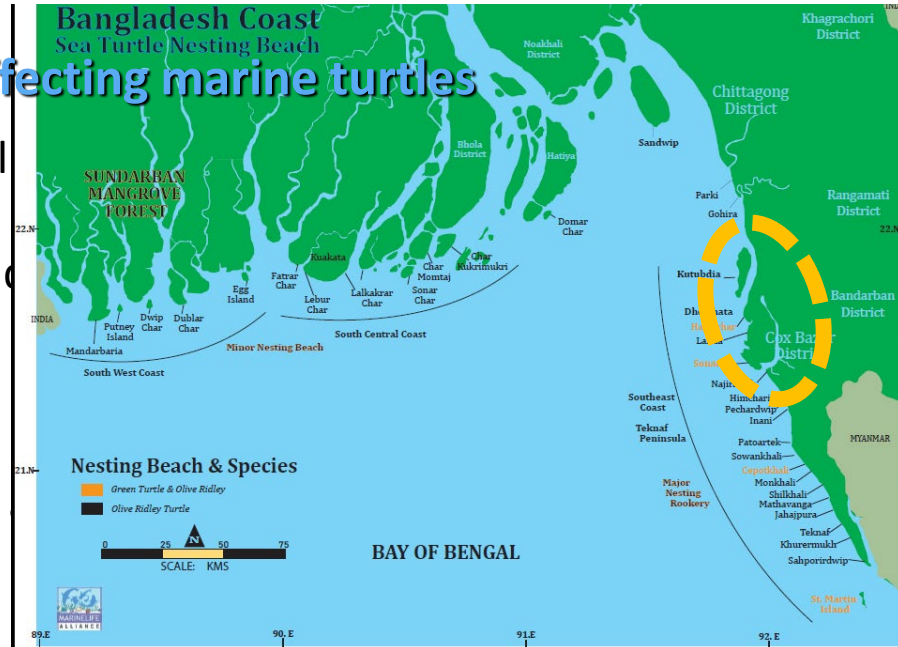 Bangladesh Coast
Sea Turtle Nesting Beach
ffecting marine turtles
Khagrachori
District
Noakhali
District
Chittagong
District
Sandwip
Bhola
District
Hatiya
SUNDARBAN
MANGROVE
FOREST
Parki
Gohira
Rangamati
District
22.N
22.N
Domar
Char
Kuakata
Char
Kukrimukri
Char
Momtaj
Sonar
Char
Lalkakrar
Char
Lebur
Char
Fatrar
Char
Egg
Island
Dublar
Char
Dwip
Char
Putney
Island
Mandarbaria
INDIA
Kutubdia
Bandarban
District
South Central Coast
Minor Nesting Beach
South West Coast
Himchari
Pechardwip
Inani
Southeast
Coast
Teknaf
Peninsula
MYANMAR
Patoartek
Sowankhali
Cepotkhali
Monkhali
Shilkhali
Mathavanga
Jahajpura
Teknaf
Khurermukh
Sahporirdwip
Major
Nesting
Rookery
21.N
Nesting Beach & Species
Green Turtle & Olive Ridley
Olive Ridley Turtle
N
0 25 50 75
SCALE: KMS
BAY OF BENGAL
St. Martin
Island
MARINELIFE
ALLIANCE
89.E
90. E
91.E
92. E